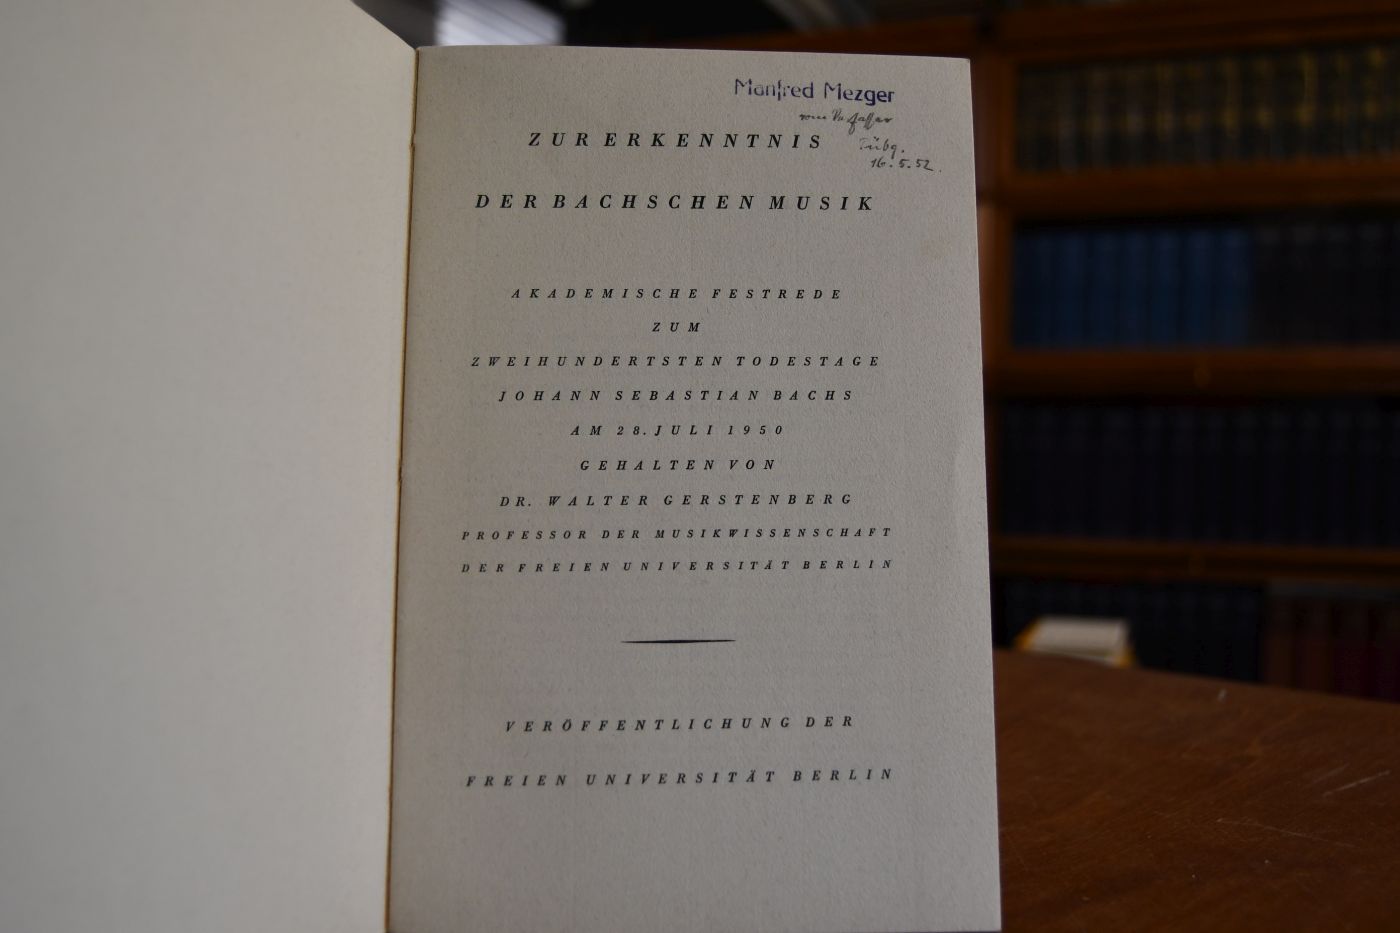 Manfred Mezger
vom Verfasser
Tübg.
16.5.52.
ZUR ERKENNTNIS
DER BACHSCHEN MUSIK
AKADEMISCHE FESTREDE
ZUM
ZWEIHUNDERTSTEN TODESTAGE
JOHANN SEBASTIAN BACHS
AM 28. JULI 1950
GEHALTEN VON
DR. WALTER GERSTENBERG
PROFESSOR DER MUSIKWISSENSCHAFT
DER FREIEN UNIVERSITÄT BERLIN
VERÖFFENTLICHUNG DER
FREIEN UNIVERSITÄT BERLIN